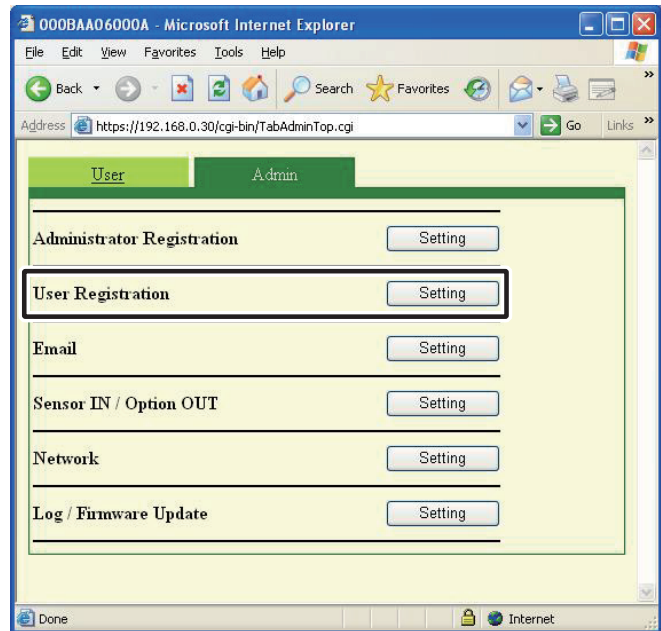 000BAA06000A - Microsoft Internet Explorer
File Edit View Favorites Tools Help
Back Search Favorites »
Address https://192.168.0.30/cgi-bin/TabAdminTop.cgi Go Links »
User Admin
Administrator Registration Setting
User Registration Setting
Email Setting
Sensor IN / Option OUT Setting
Network Setting
Log / Firmware Update Setting
Done Internet